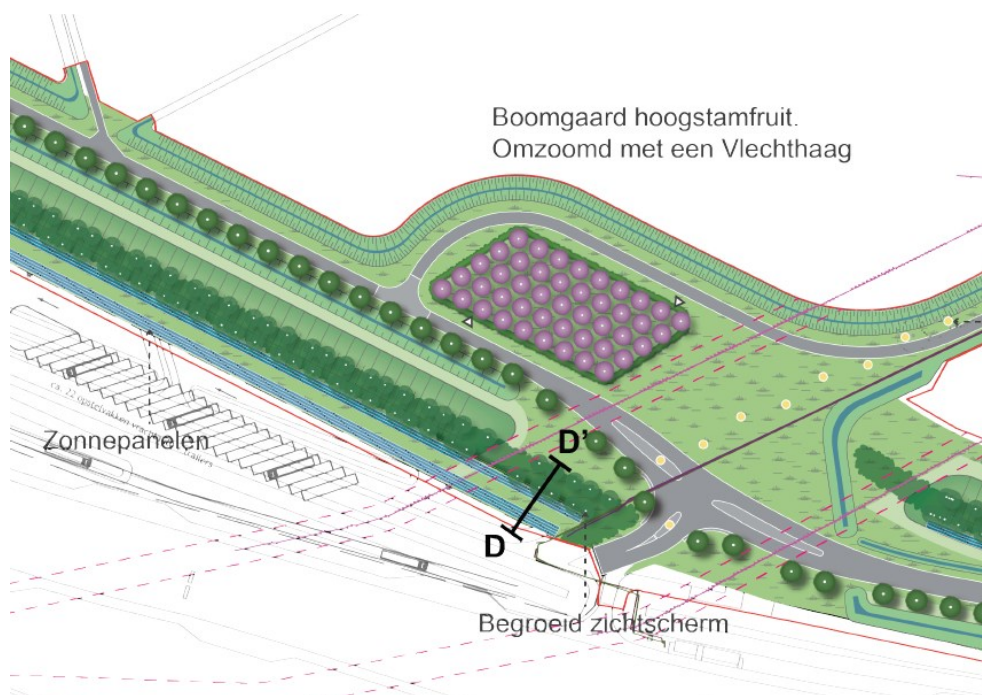 Boomgaard hoogstamfruit.
Omzoomd met een Vlechthaag
Zonnepanelen
D'
D
Begroeid zichtscherm